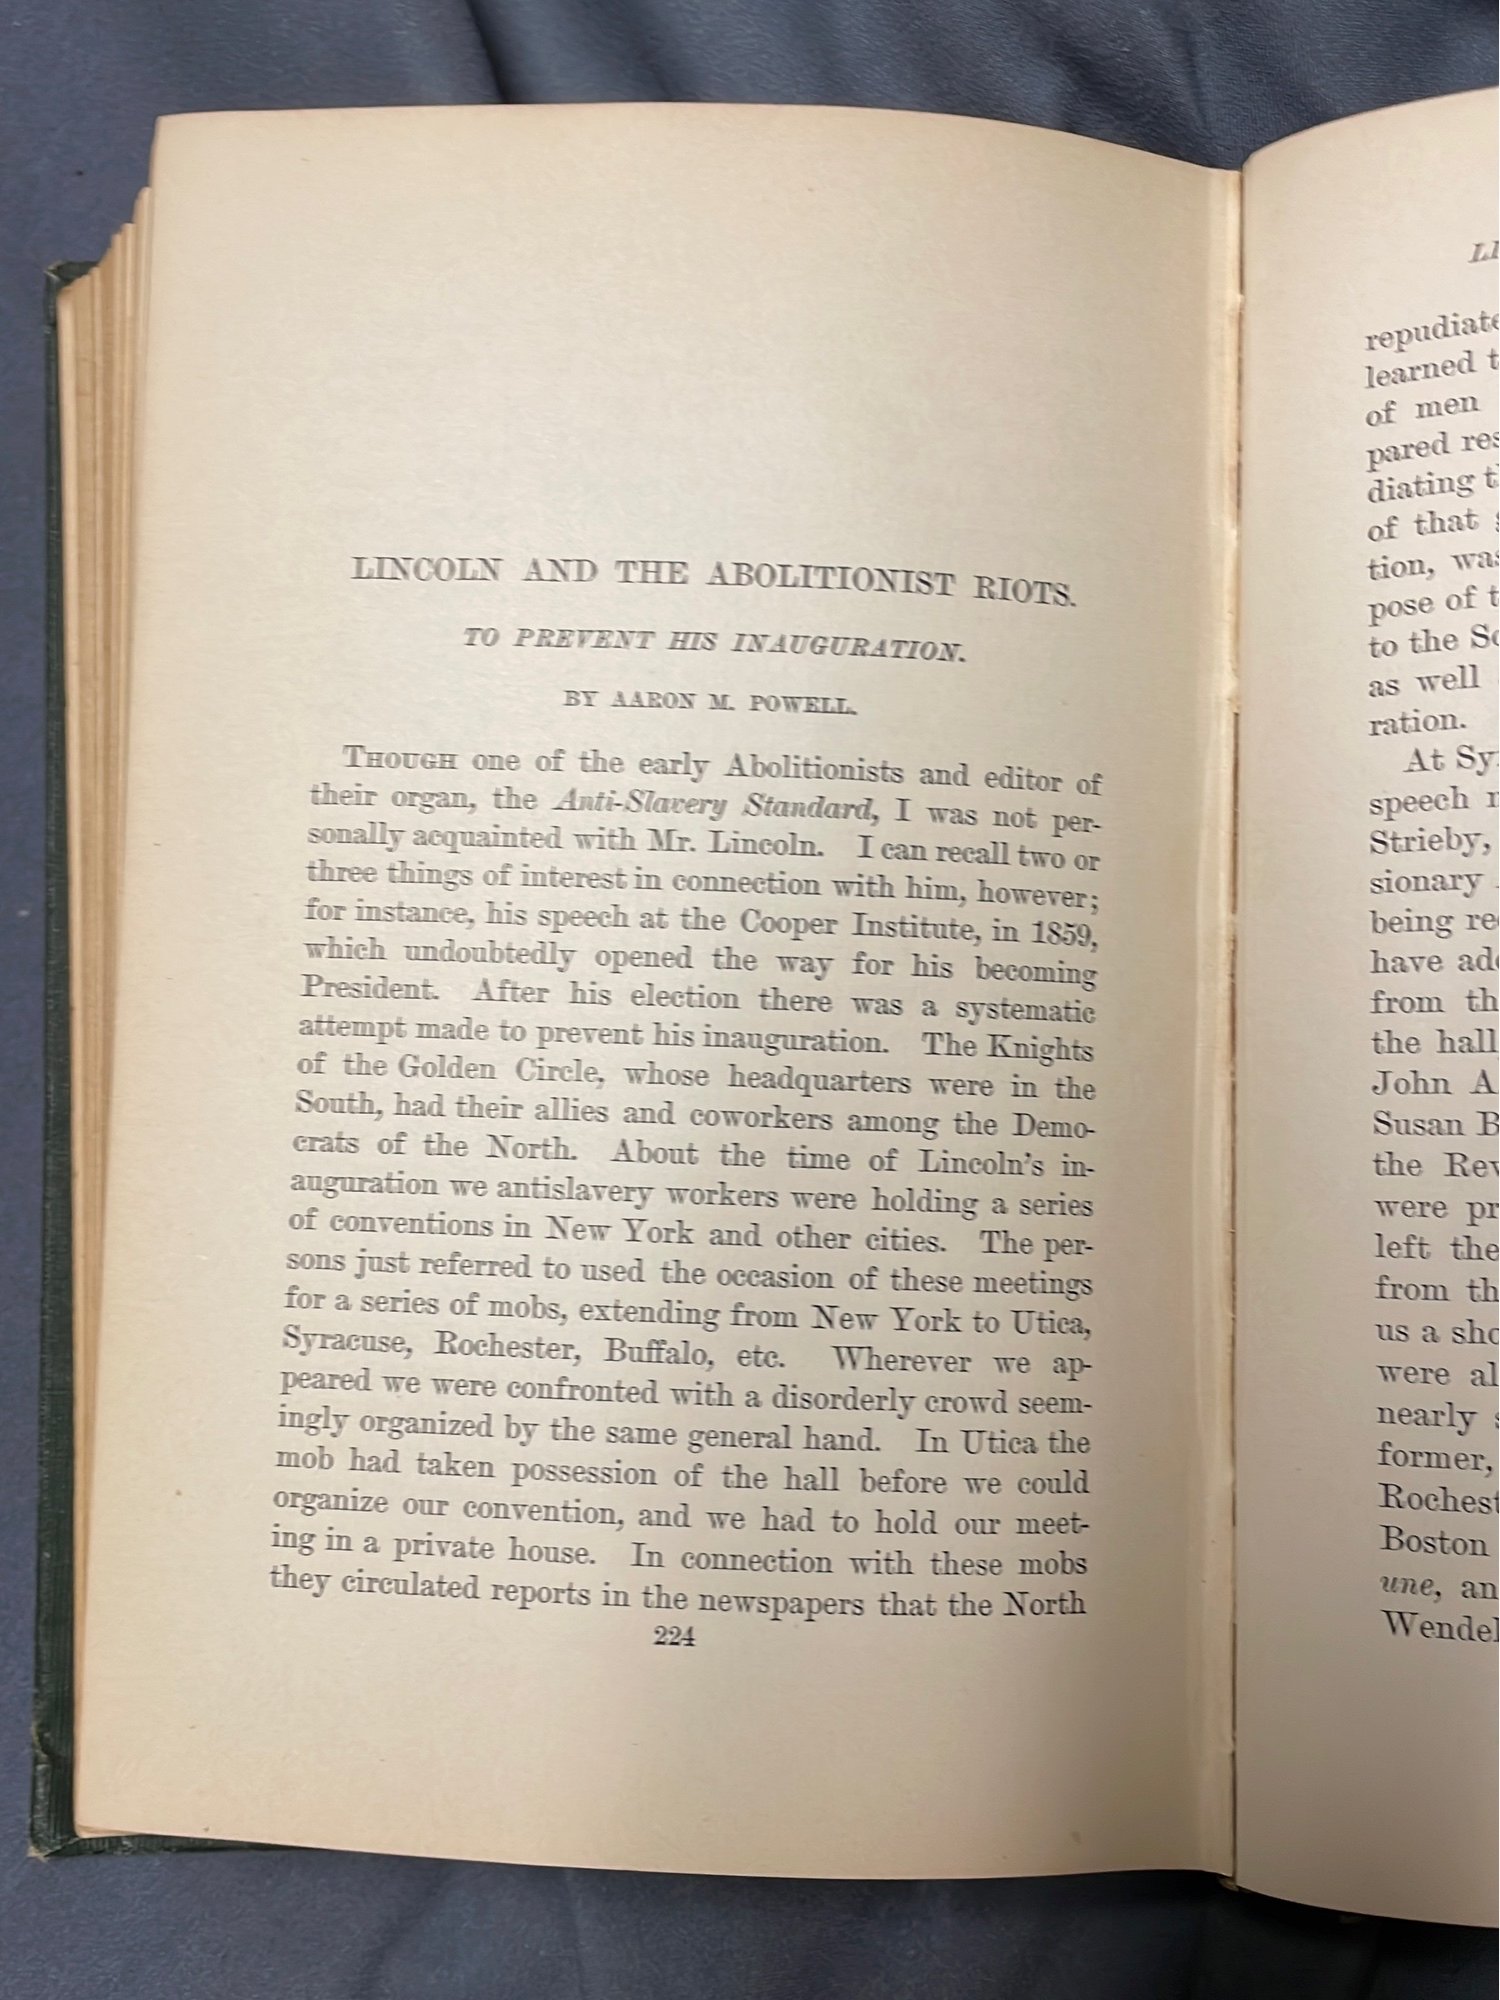 LINCOLN AND THE ABOLITIONIST RIOTS.
TO PREVENT HIS INAUGURATION.
BY AARON M. POWELL.
THOUGH one of the early Abolitionists and editor of
their organ, the Anti-Slavery Standard, I was not per-
sonally acquainted with Mr. Lincoln. I can recall two or
three things of interest in connection with him, however;
for instance, his speech at the Cooper Institute, in 1859,
which undoubtedly opened the way for his becoming
President. After his election there was a systematic
attempt made to prevent his inauguration. The Knights
of the Golden Circle, whose headquarters were in the
South, had their allies and coworkers among the Demo-
crats of the North. About the time of Lincoln's in-
auguration we antislavery workers were holding a series
of conventions in New York and other cities. The per-
sons just referred to used the occasion of these meetings
for a series of mobs, extending from New York to Utica,
Syracuse, Rochester, Buffalo, etc. Wherever we ap-
peared we were confronted with a disorderly crowd seem-
ingly organized by the same general hand. In Utica the
mob had taken possession of the hall before we could
organize our convention, and we had to hold our meet-
ing in a private house. In connection with these mobs
they circulated reports in the newspapers that the North
224
learned
of men
pared
diating
of that
tion,
pose of
to the
as well
ration.
At
speech
Strieby,
sionary
being
have
from
the hall
John A.
Susan B
the
were
left the
from
us a
were
nearly
former,
Boston
une,